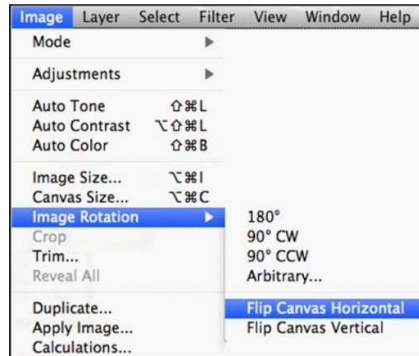 Image Layer Select Filter View Window Help
Mode
Adjustments
Auto Tone ⇧⌘L
Auto Contrast ⌥⇧⌘L
Auto Color ⇧⌘B
Image Size... ⌥⌘I
Canvas Size... ⌥⌘C
Image Rotation 180°
Crop 90° CW
Trim... 90° CCW
Reveal All Arbitrary...
Duplicate... Flip Canvas Horizontal
Apply Image... Flip Canvas Vertical
Calculations...